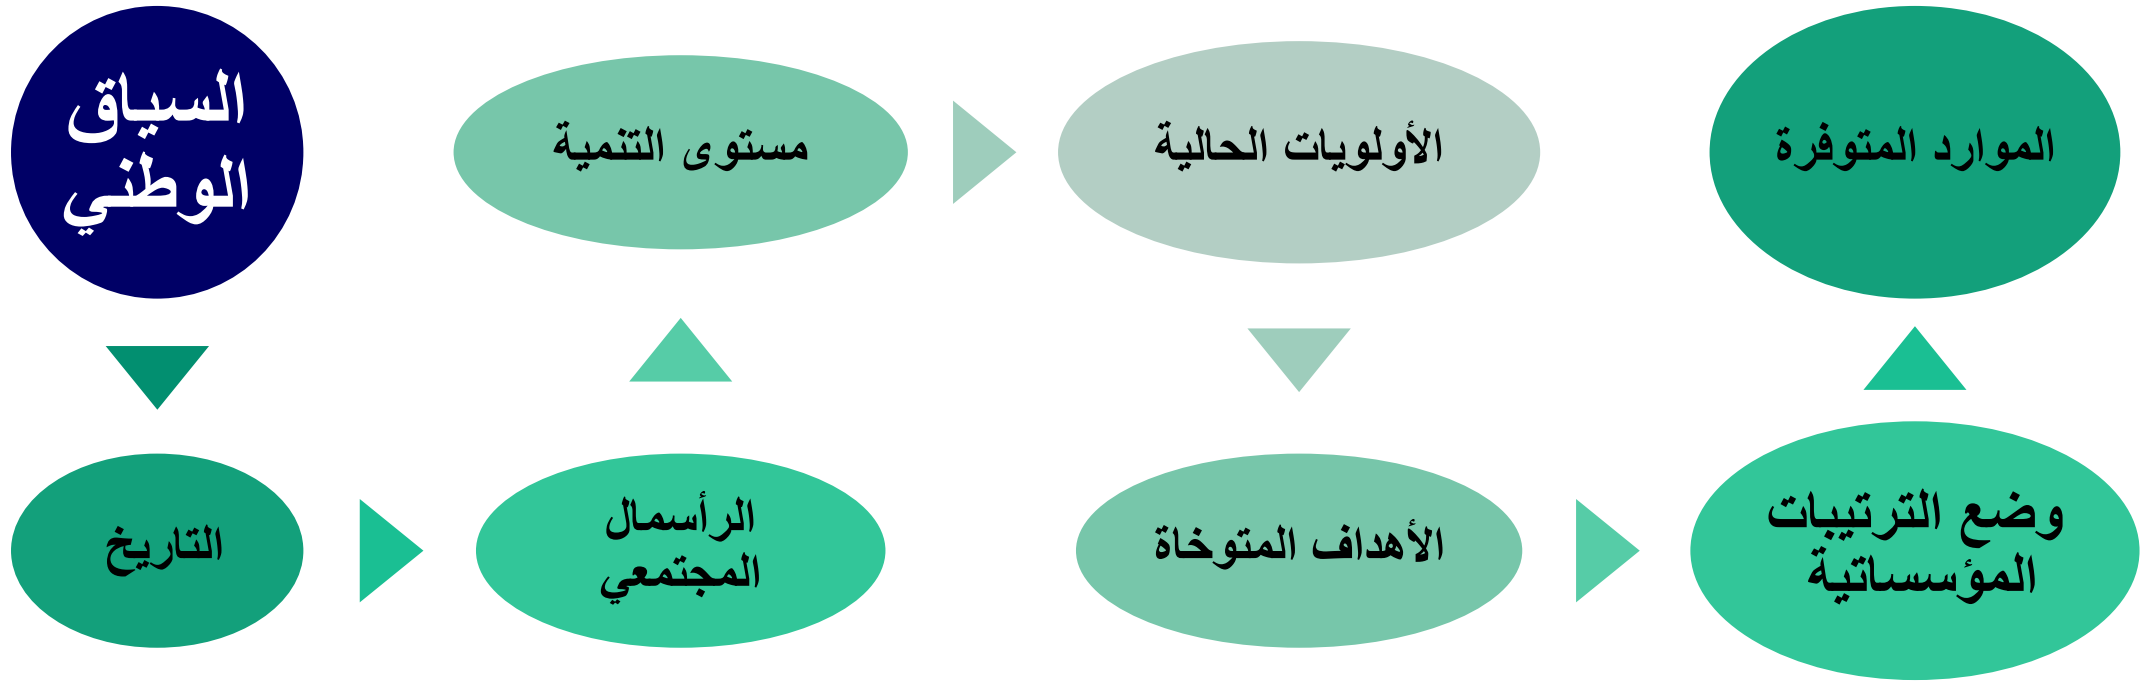 السياق
الوطني
التاريخ
الرأسمال
المجتمعي
مستوى التنمية
الأولويات الحالية
الأهداف المتوخاة
وضع الترتيبات
المؤسساتية
الموارد المتوفرة